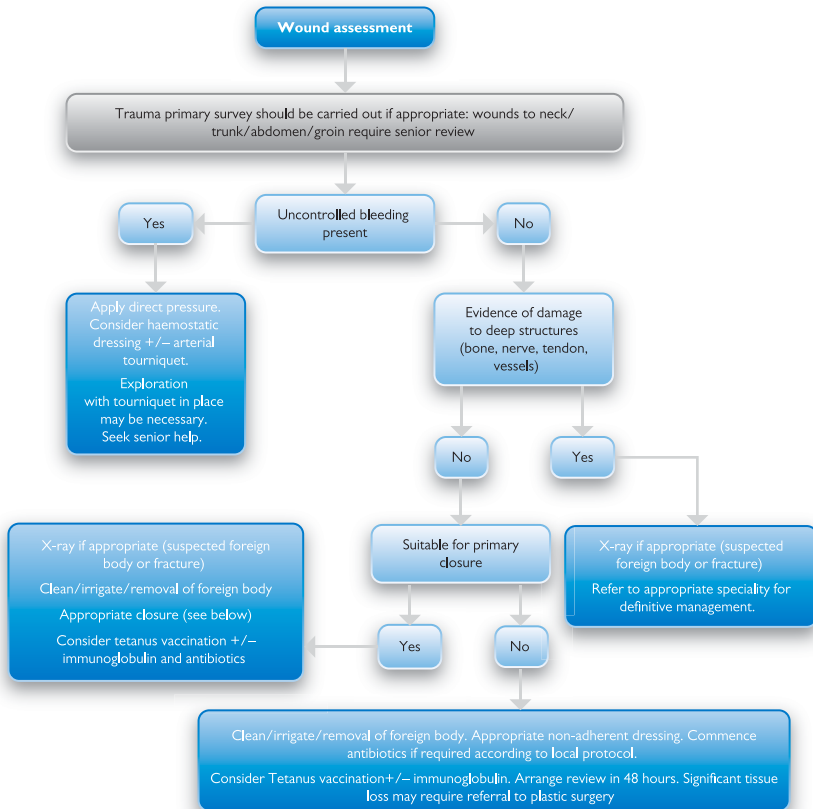 Wound assessment
Trauma primary survey should be carried out if appropriate: wounds to neck/
trunk/abdomen/groin require senior review
Uncontrolled bleeding
present
Yes
No
Apply direct pressure.
Consider haemostatic
dressing +/– arterial
tourniquet.
Exploration
with tourniquet in place
may be necessary.
Seek senior help.
Evidence of damage
to deep structures
(bone, nerve, tendon,
vessels)
No
Yes
X-ray if appropriate (suspected foreign
body or fracture)
Clean/irrigate/removal of foreign body
Appropriate closure (see below)
Consider tetanus vaccination +/–
immunoglobulin and antibiotics
Suitable for primary
closure
X-ray if appropriate (suspected
foreign body or fracture)
Refer to appropriate speciality for
definitive management.
Yes
No
Clean/irrigate/removal of foreign body. Appropriate non-adherent dressing. Commence
antibiotics if required according to local protocol.
Consider Tetanus vaccination+/– immunoglobulin. Arrange review in 48 hours. Significant tissue
loss may require referral to plastic surgery